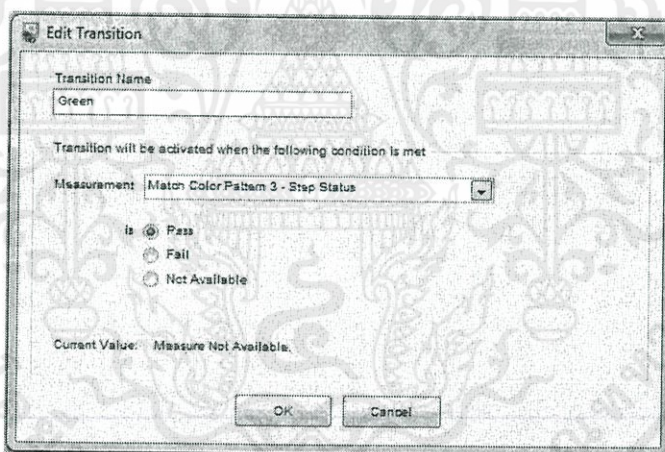 Edit Transition
Transition Name
Green
Transition will be activated when the following condition is met
Measurement Match Color Pattern 3 - Step Status
is Pass
Fail
Not Available
Current Value: Measure Not Available.
OK Cancel